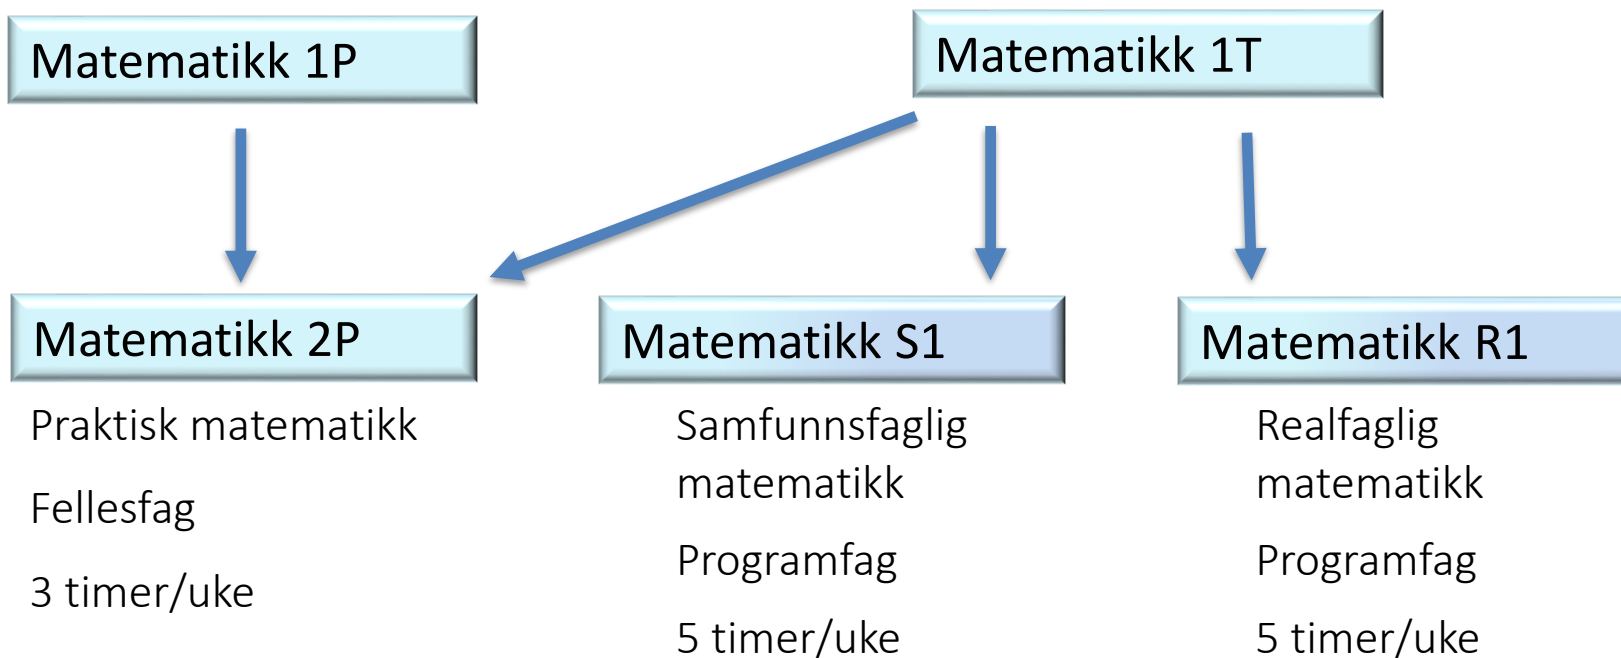 Matematikk 1P
Matematikk 1T
Matematikk 2P
Praktisk matematikk
Fellesfag
3 timer/uke
Matematikk S1
Samfunnsfaglig
matematikk
Programfag
5 timer/uke
Matematikk R1
Realfaglig
matematikk
Programfag
5 timer/uke